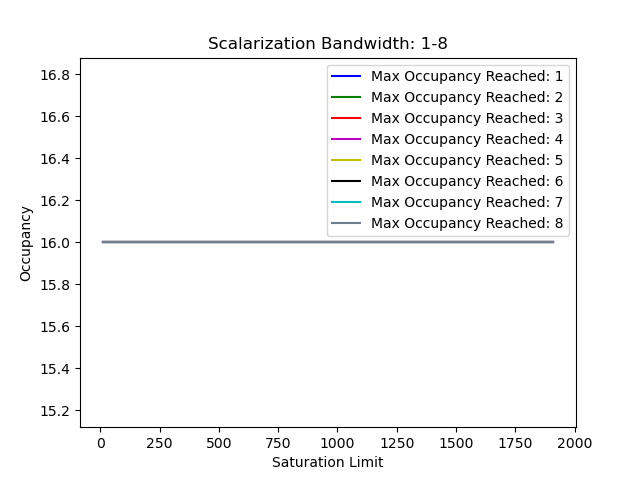 Scalarization Bandwidth: 1-8
Max Occupancy Reached: 1
Max Occupancy Reached: 2
Max Occupancy Reached: 3
Max Occupancy Reached: 4
Max Occupancy Reached: 5
Max Occupancy Reached: 6
Max Occupancy Reached: 7
Max Occupancy Reached: 8
Occupancy
16.8
16.6
16.4
16.2
16.0
15.8
15.6
15.4
15.2
0 250 500 750 1000 1250 1500 1750 2000
Saturation Limit